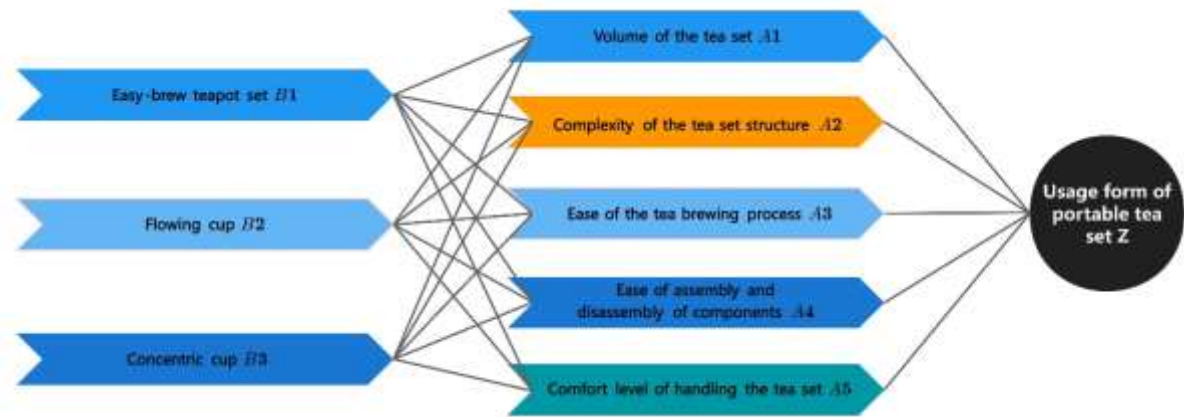 Easy-brew teapot set B1
Flowing cup B2
Concentric cup B3
Volume of the tea set A1
Complexity of the tea set structure A2
Ease of the tea brewing process A3
Ease of assembly and
disassembly of components A4
Comfort level of handling the tea set A5
Usage form of
portable tea
set Z